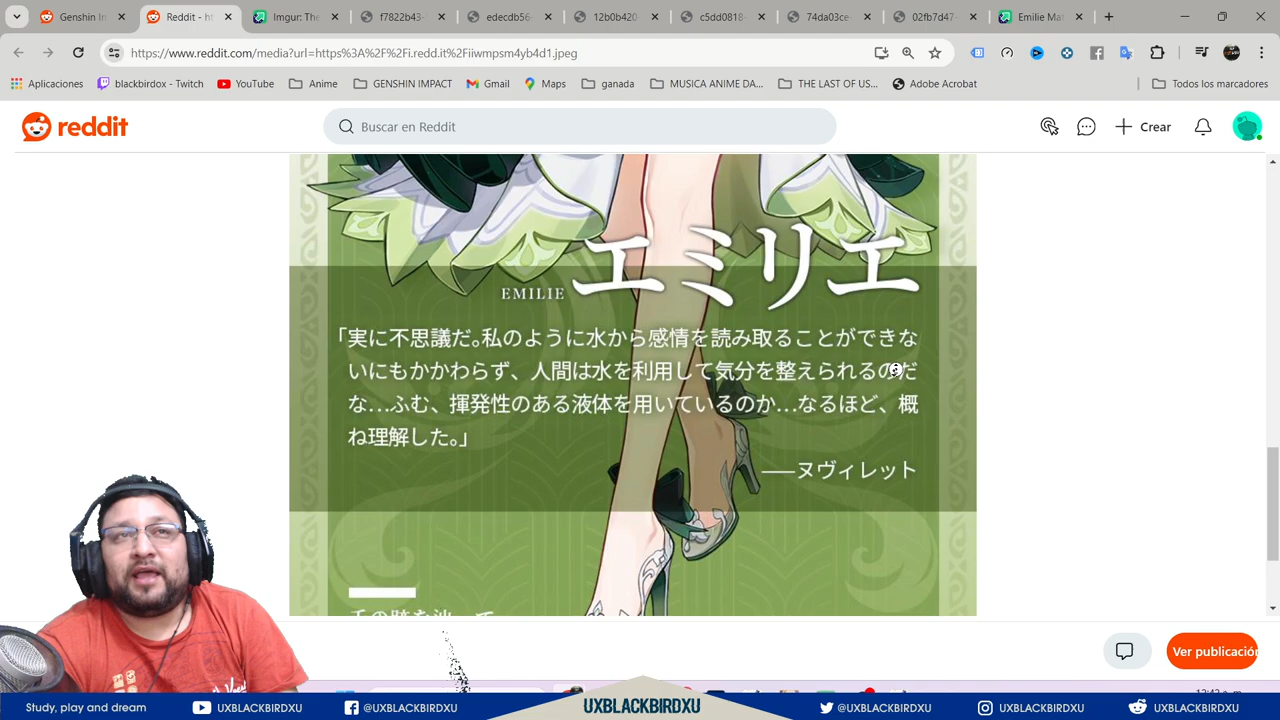 Genshin I
Reddit - ht
Imgur: The
f7822b43-
edecdb56-
12b0b420
c5dd0818-
74da03ce-
02fb7d47-
Emilie Ma
https://www.reddit.com/media?url=https%3A%2F%2Fi.redd.it%2Fiwmpsm4yb4d1.jpeg
Aplicaciones
blackbirdox - Twitch
YouTube
Anime
GENSHIN IMPACT
Gmail
Maps
ganada
MUSICA ANIME DA...
THE LAST OF US...
Adobe Acrobat
Todos los marcadores
reddit
Buscar en Reddit
Crear
エミリエ
EMILIE
「実に不思議だ。私のように水から感情を読み取ることができな
いにもかかわらず、人間は水を利用して気分を整えられるのだ
な…ふむ、揮発性のある液体を用いているのか…なるほど、概
ね理解した。」
——ヌヴィレット
Ver publicación
Study, play and dream
UXBLACKBIRDXU
@UXBLACKBIRDXU
UXBLACKBIRDXU
@UXBLACKBIRDXU
UXBLACKBIRDXU
UXBLACKBIRDXU